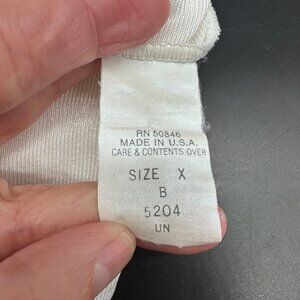 RN 50846
MADE IN U.S.A.
CARE & CONTENTS OVER
SIZE X
B
5204
UN